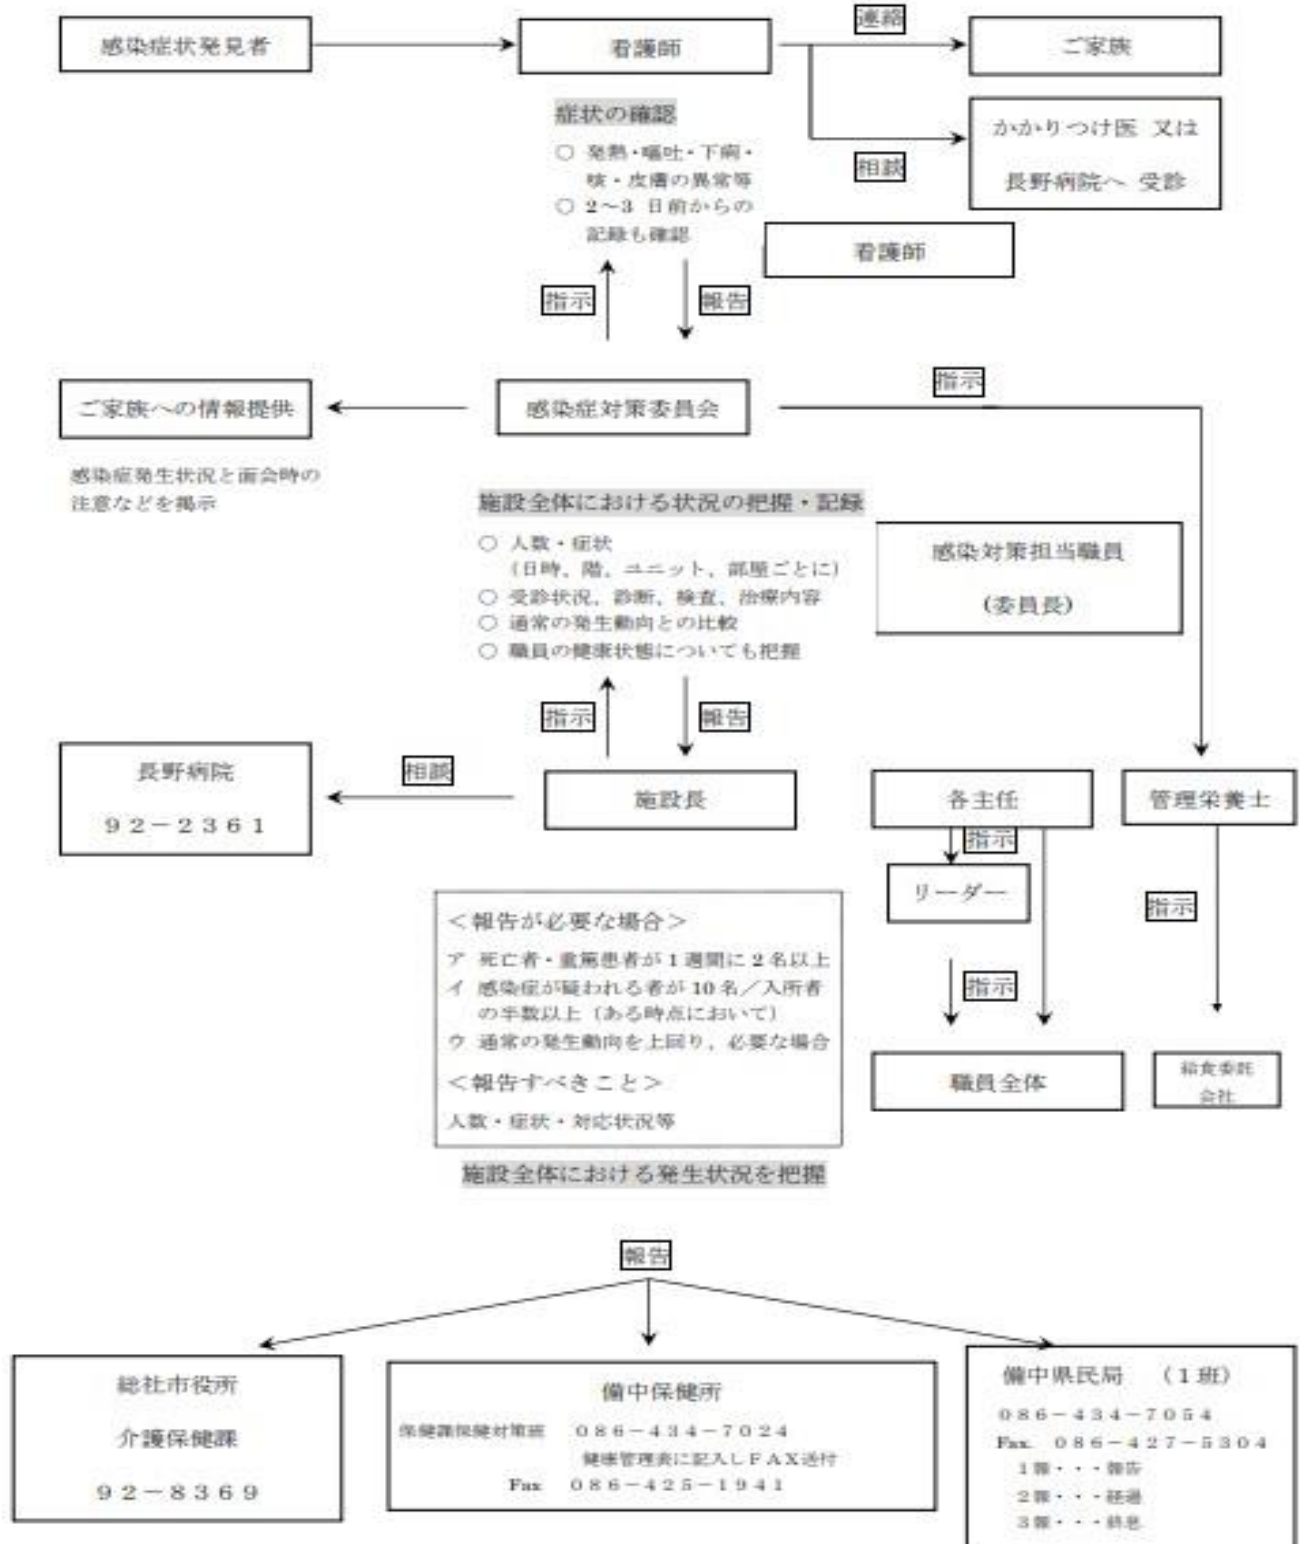 感染症状発見者
看護師
連絡
ご家族
症状の確認
○ 発熱・嘔吐・下痢・
咳・皮膚の異常等
○ 2～3 日前からの
記録も確認
相談
かかりつけ医 又は
長野病院へ 受診
看護師
指示
報告
ご家族への情報提供
感染症対策委員会
指示
感染症発生状況と面会時の
注意などを掲示
施設全体における状況の把握・記録
○ 人数・症状
(日時、階、ユニット、部屋ごとに)
○ 受診状況、診断、検査、治療内容
○ 通常の発生動向との比較
○ 職員の健康状態についても把握
感染対策担当職員
(委員長)
指示
報告
長野病院
９２－２３６１
相談
施設長
各主任
管理栄養士
指示
リーダー
指示
指示
職員全体
給食委託
会社
＜報告が必要な場合＞
ア 死亡者・重篤患者が 1 週間に 2 名以上
イ 感染症が疑われる者が 10 名／入所者
の半数以上（ある時点において）
ウ 通常の発生動向を上回り、必要な場合
＜報告すべきこと＞
人数・症状・対応状況等
施設全体における発生状況を把握
報告
総社市役所
介護保健課
９２－８３６９
備中保健所
保健課保健対策班 ０８６－４３４－７０２４
健康管理表に記入しＦＡＸ送付
Fax ０８６－４２５－１９４１
備中県民局 （１班）
０８６－４３４－７０５４
Fax. ０８６－４２７－５３０４
１報・・・報告
２報・・・経過
３報・・・終息